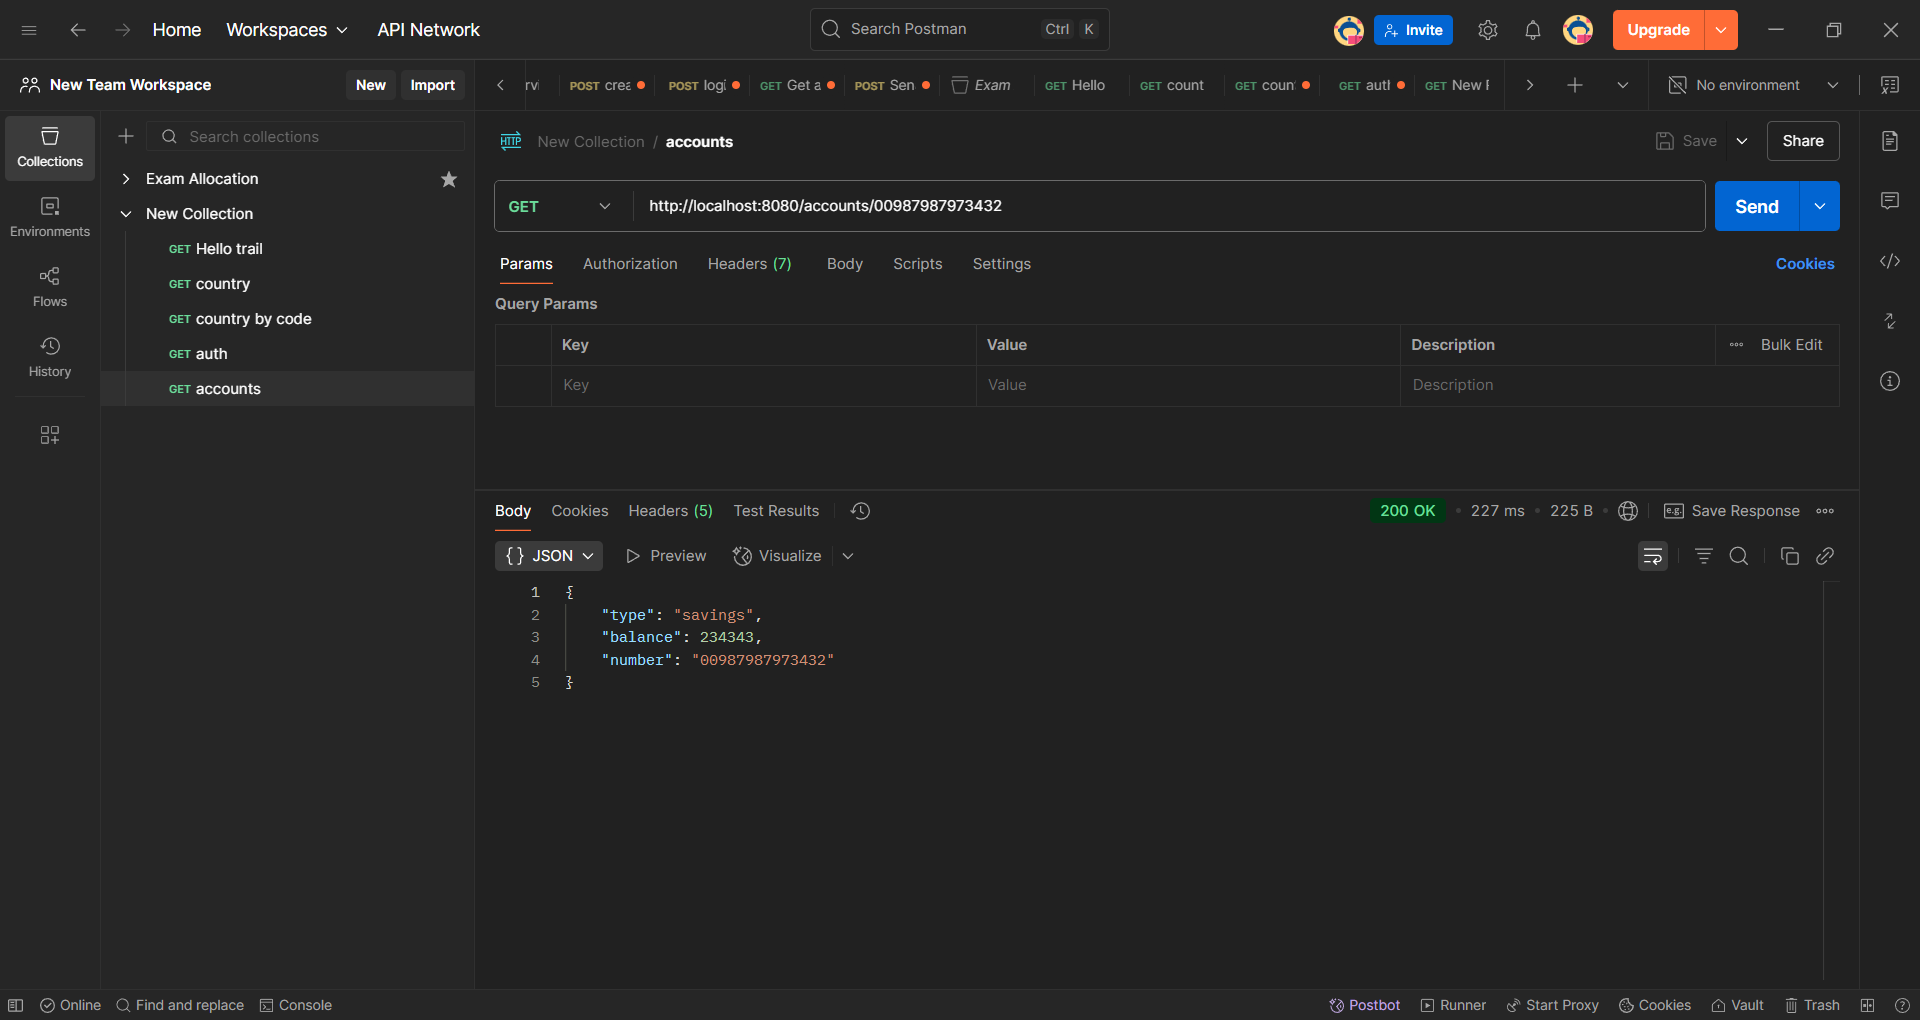 Home Workspaces API Network Search Postman Ctrl K Invite Upgrade
New Team Workspace New Import
POST crea POST logi GET Get a POST Sen Exam GET Hello GET count GET coun GET aut GET New No environment
Collections
Environments
Flows
History
Search collections
Exam Allocation
New Collection
GET Hello trail
GET country
GET country by code
GET auth
GET accounts
HTTP New Collection / accounts Save Share
GET http://localhost:8080/accounts/00987987973432 Send
Params Authorization Headers (7) Body Scripts Settings Cookies
Query Params
Key Value Description Bulk Edit
Key Value Description
Body Cookies Headers (5) Test Results 200 OK 227 ms 225 B e.g. Save Response
{} JSON Preview Visualize
1 {
2 "type": "savings",
3 "balance": 234343,
4 "number": "00987987973432"
5 }
Online Find and replace Console Postbot Runner Start Proxy Cookies Vault Trash